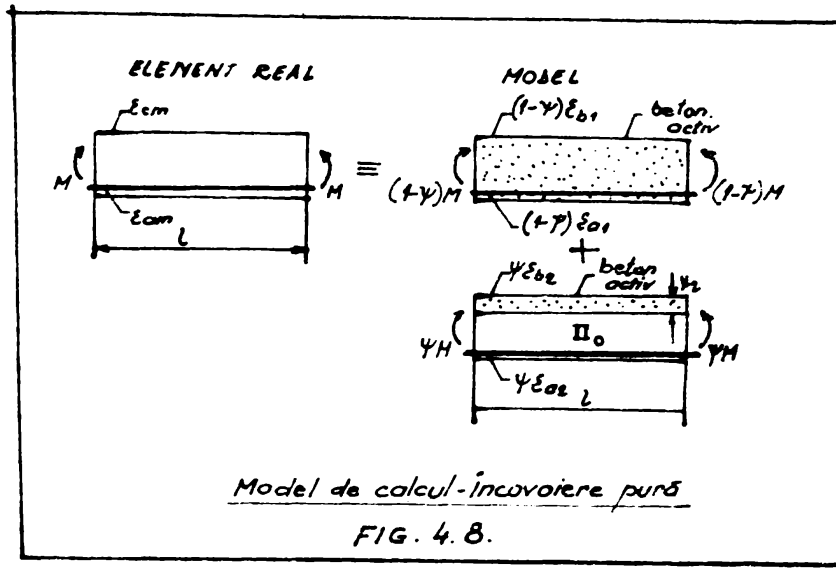 ELEMENT REAL
MODEL
εcm
(1-ψ)εb1
beton.
activ
M
M
≡
(1-ψ)M
(1-ψ)M
εam
(1-ψ)εa1
l
+
ψεb2
beton
activ
II₀
ψM
ψM
ψεa2
l
Model de calcul-încovoiere pură
FIG. 4.8.